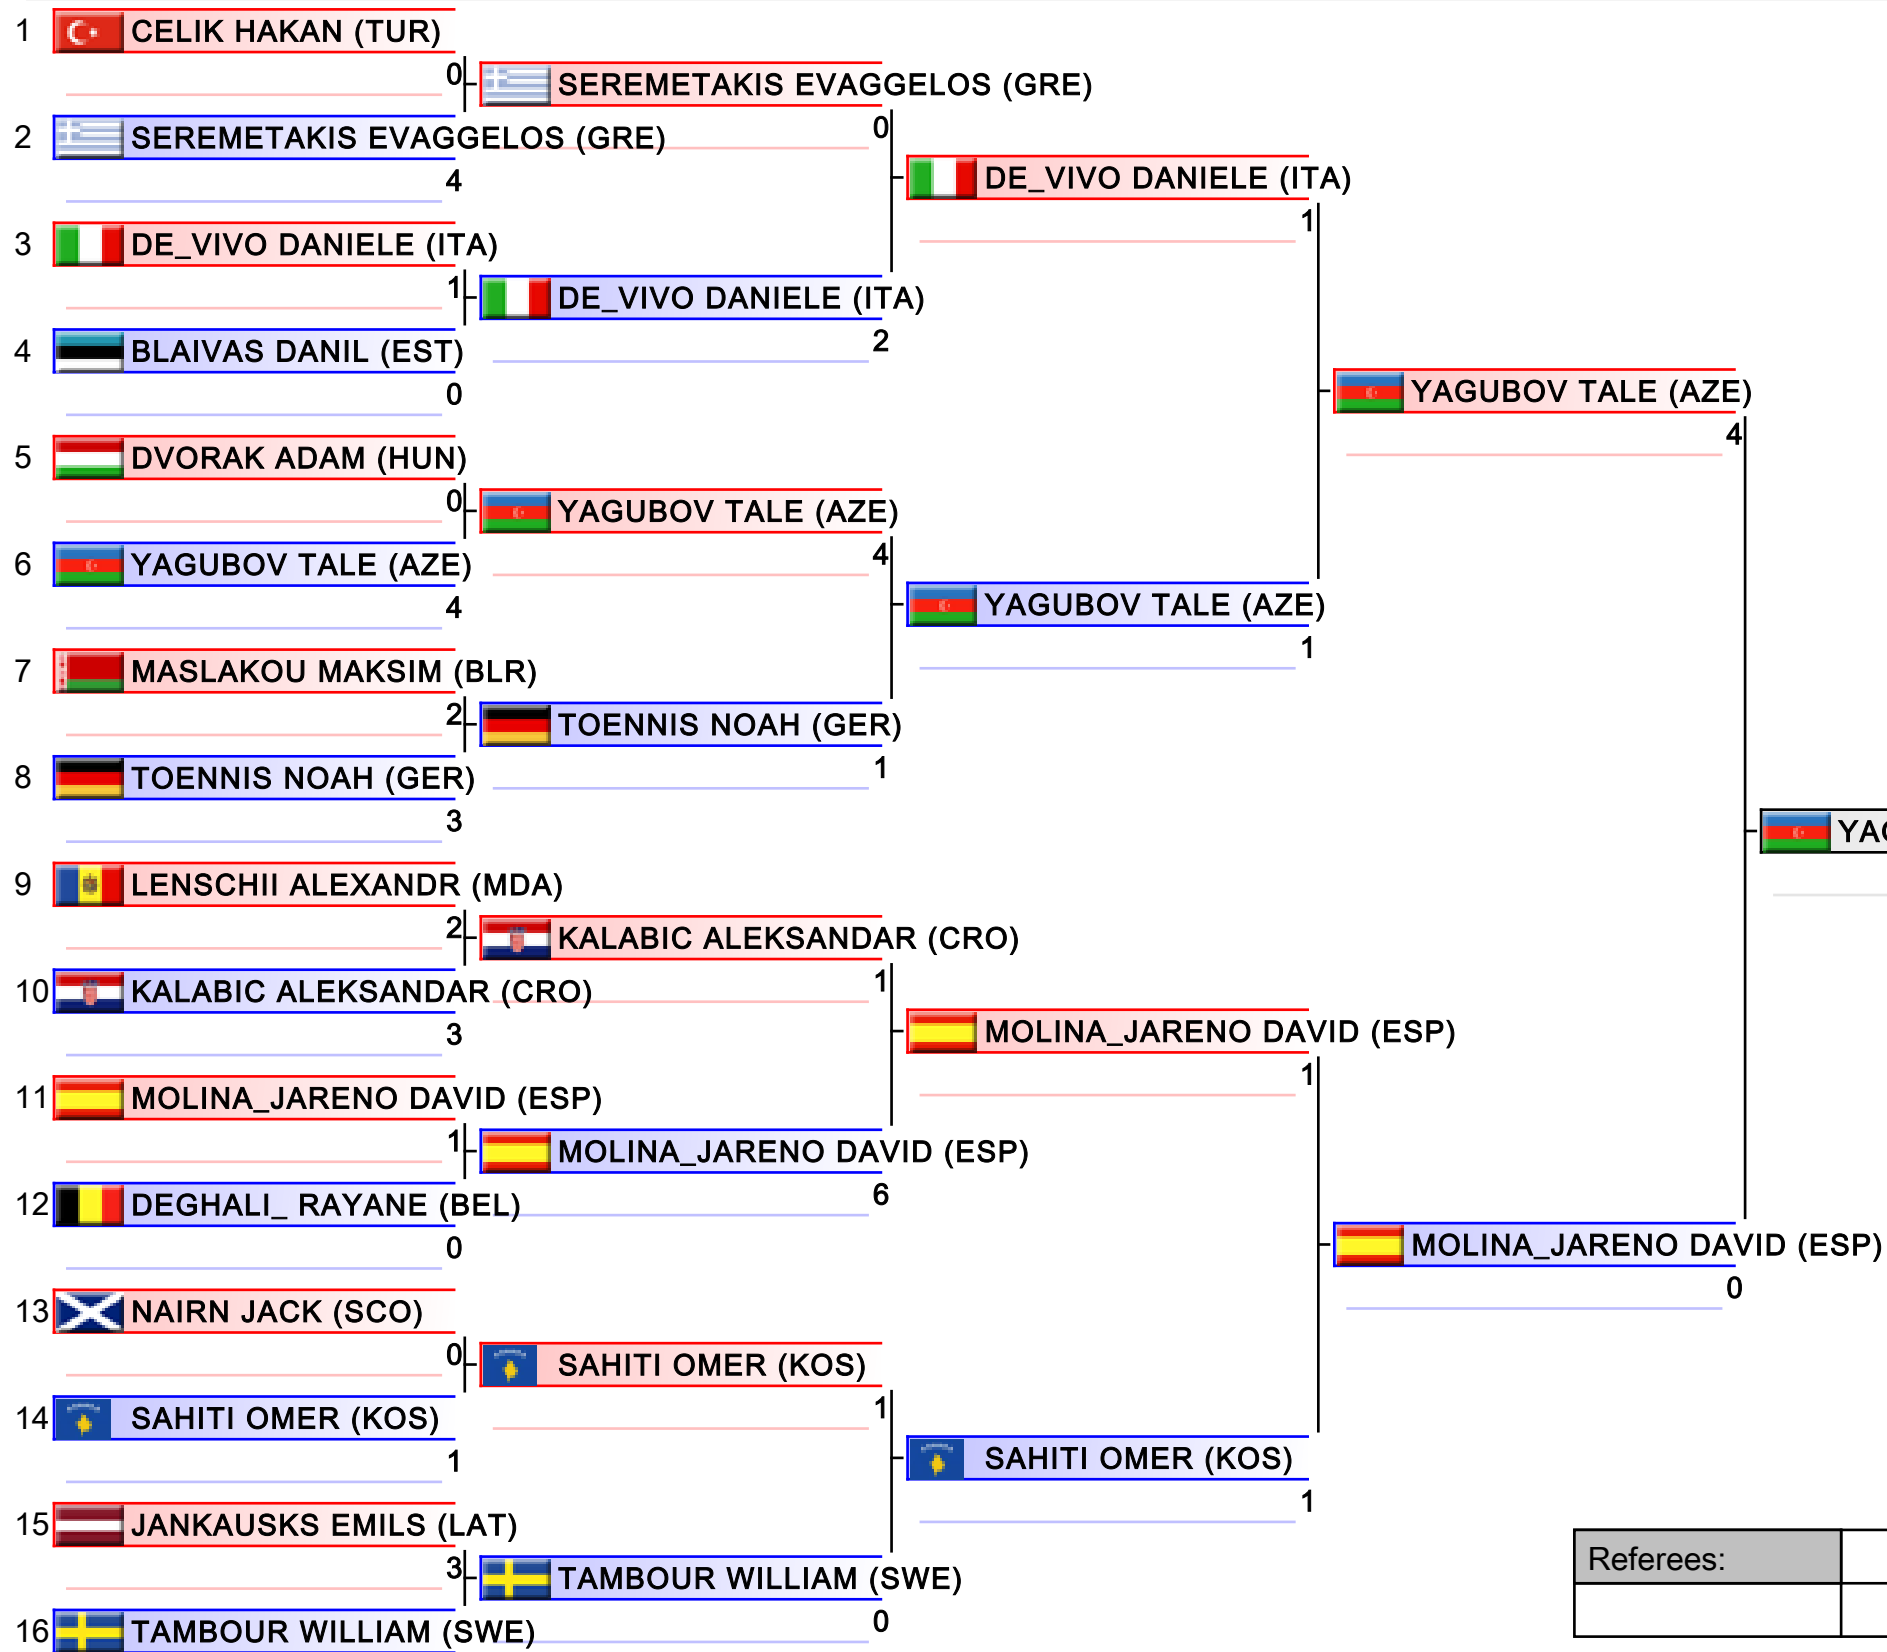 1 CELIK HAKAN (TUR)
0 SEREMETAKIS EVAGGELOS (GRE)
2 SEREMETAKIS EVAGGELOS (GRE)
0
4
DE_VIVO DANIELE (ITA)
1
3 DE_VIVO DANIELE (ITA)
1 DE_VIVO DANIELE (ITA)
2
4 BLAIVAS DANIL (EST)
0
YAGUBOV TALE (AZE)
4
5 DVORAK ADAM (HUN)
0 YAGUBOV TALE (AZE)
4
6 YAGUBOV TALE (AZE)
4
YAGUBOV TALE (AZE)
1
7 MASLAKOU MAKSIM (BLR)
2 TOENNIS NOAH (GER)
1
8 TOENNIS NOAH (GER)
3
9 LENSCHII ALEXANDR (MDA)
2 KALABIC ALEKSANDAR (CRO)
1
10 KALABIC ALEKSANDAR (CRO)
3
MOLINA_JARENO DAVID (ESP)
1
11 MOLINA_JARENO DAVID (ESP)
1 MOLINA_JARENO DAVID (ESP)
6
12 DEGHALI_ RAYANE (BEL)
0
MOLINA_JARENO DAVID (ESP)
0
13 NAIRN JACK (SCO)
0 SAHITI OMER (KOS)
1
14 SAHITI OMER (KOS)
1
SAHITI OMER (KOS)
1
15 JANKAUSKS EMILS (LAT)
3 TAMBOUR WILLIAM (SWE)
0
16 TAMBOUR WILLIAM (SWE)
Referees: